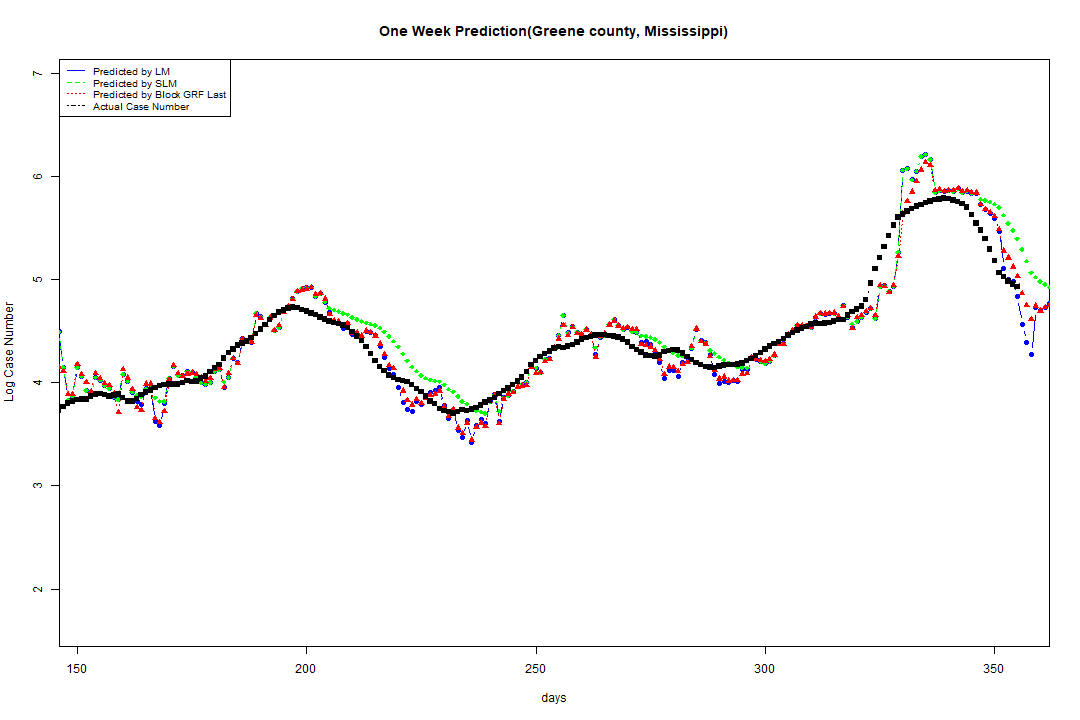 One Week Prediction(Greene county, Mississippi)
Predicted by LM
Predicted by SLM
Predicted by Block GRF Last
Actual Case Number
7
6
5
4
3
2
Log Case Number
150 200 250 300 350
days